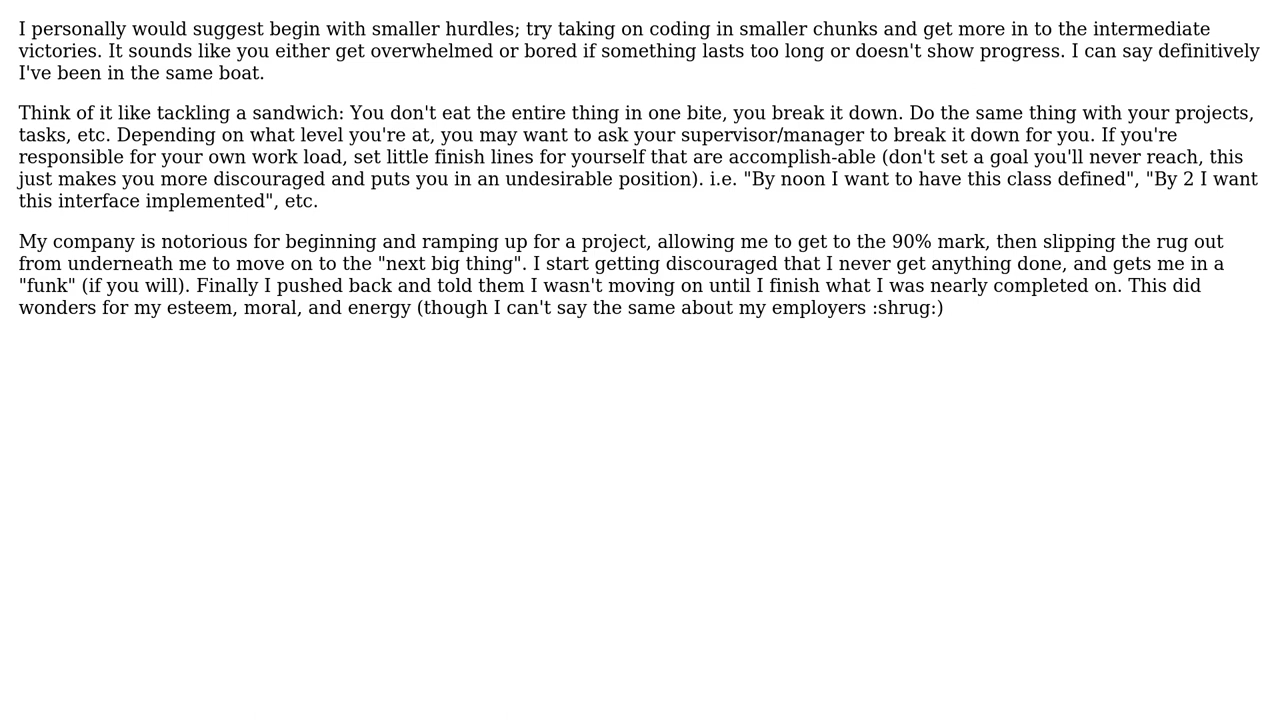 I personally would suggest begin with smaller hurdles; try taking on coding in smaller chunks and get more in to the intermediate
victories. It sounds like you either get overwhelmed or bored if something lasts too long or doesn't show progress. I can say definitively
I've been in the same boat.
Think of it like tackling a sandwich: You don't eat the entire thing in one bite, you break it down. Do the same thing with your projects,
tasks, etc. Depending on what level you're at, you may want to ask your supervisor/manager to break it down for you. If you're
responsible for your own work load, set little finish lines for yourself that are accomplish-able (don't set a goal you'll never reach, this
just makes you more discouraged and puts you in an undesirable position). i.e. "By noon I want to have this class defined", "By 2 I want
this interface implemented", etc.
My company is notorious for beginning and ramping up for a project, allowing me to get to the 90% mark, then slipping the rug out
from underneath me to move on to the "next big thing". I start getting discouraged that I never get anything done, and gets me in a
"funk" (if you will). Finally I pushed back and told them I wasn't moving on until I finish what I was nearly completed on. This did
wonders for my esteem, moral, and energy (though I can't say the same about my employers :shrug:)